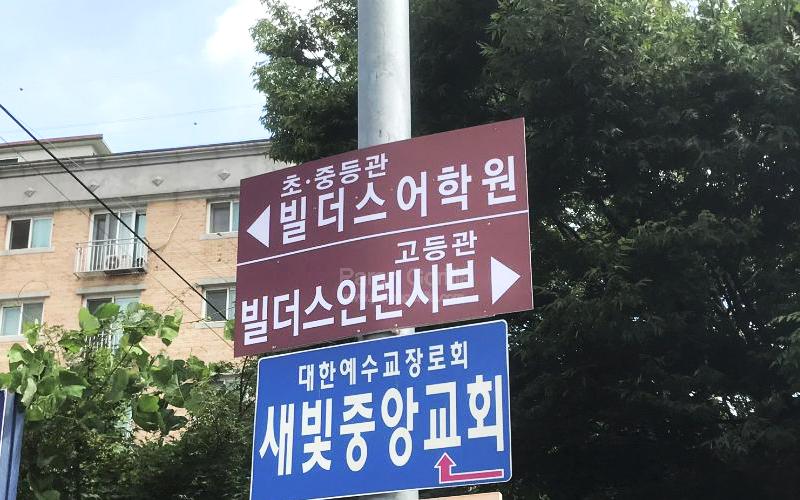 초·중등관
빌더스어학원
고등관
빌더스인텐시브
대한예수교장로회
새빛중앙교회